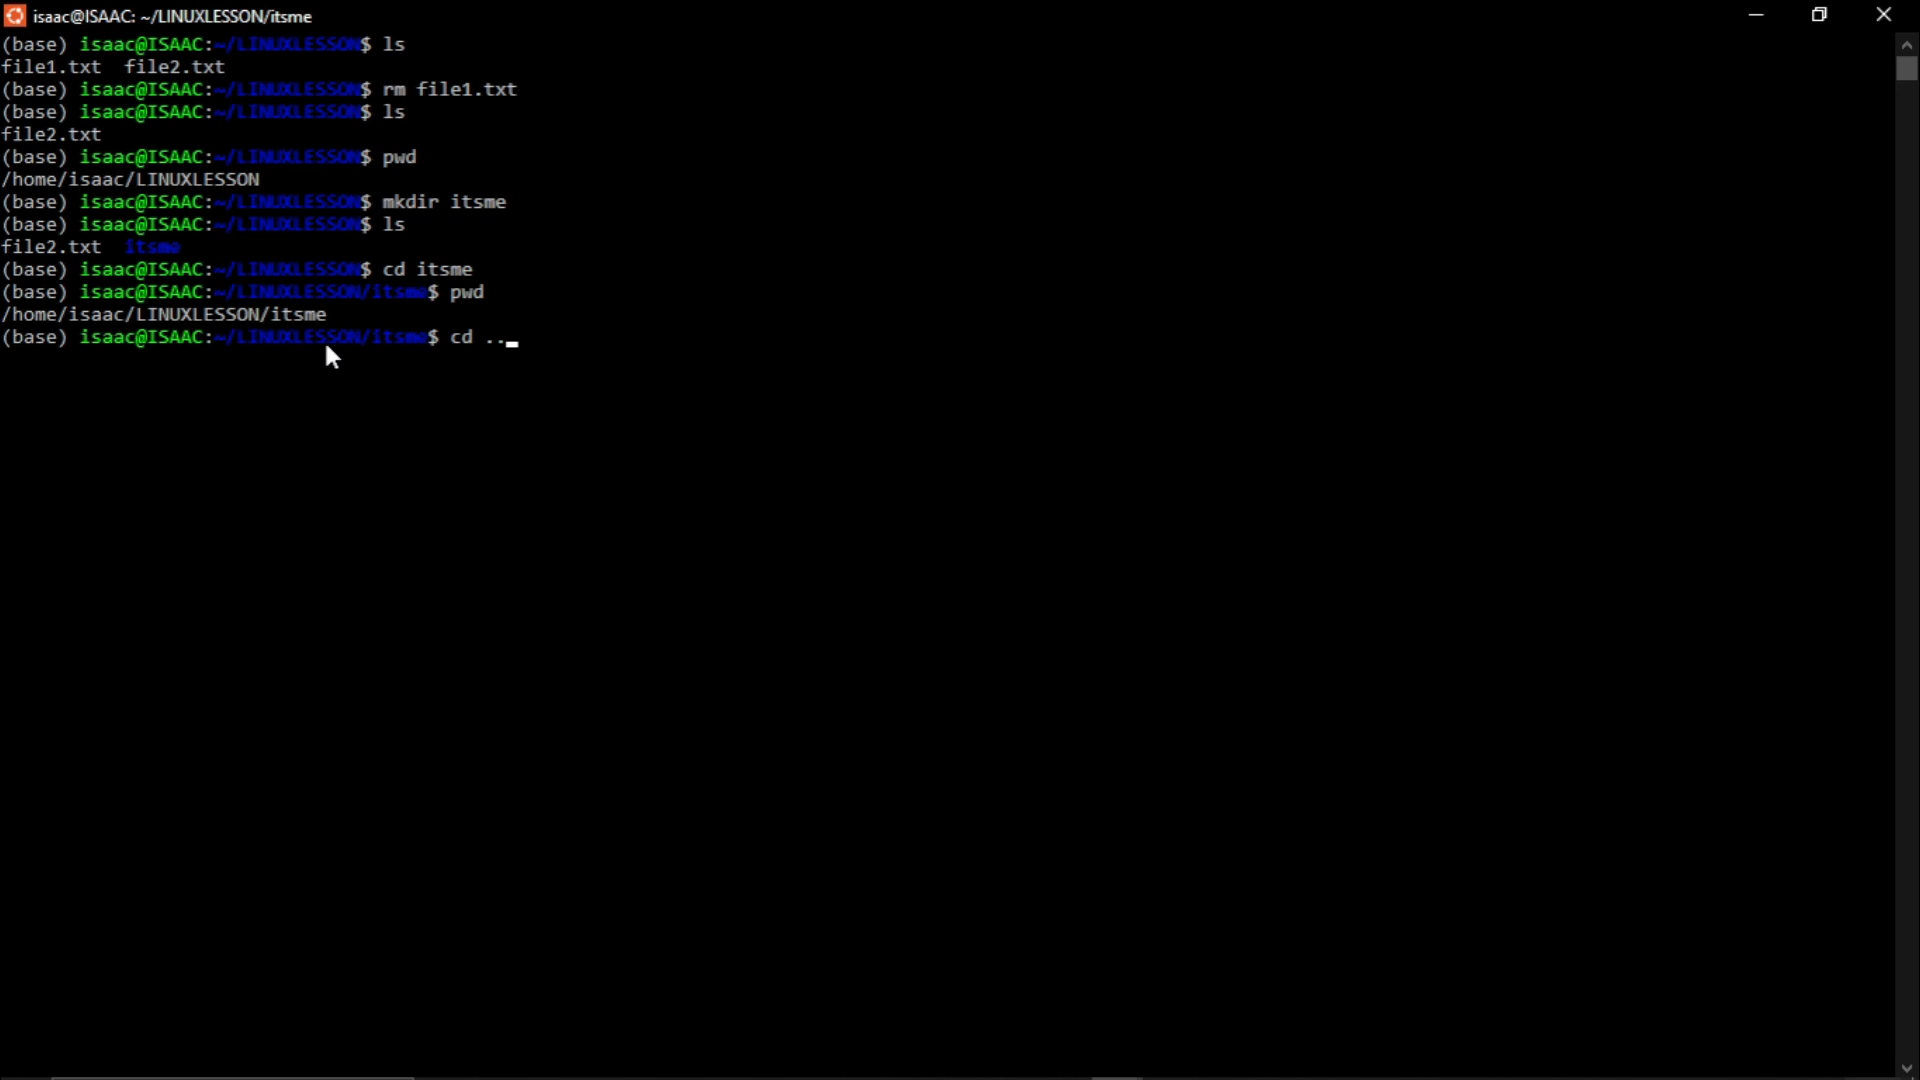 isaac@ISAAC: ~/LINUXLESSON/itsme
(base) isaac@ISAAC:~/LINUXLESSON$ ls
file1.txt  file2.txt
(base) isaac@ISAAC:~/LINUXLESSON$ rm file1.txt
(base) isaac@ISAAC:~/LINUXLESSON$ ls
file2.txt
(base) isaac@ISAAC:~/LINUXLESSON$ pwd
/home/isaac/LINUXLESSON
(base) isaac@ISAAC:~/LINUXLESSON$ mkdir itsme
(base) isaac@ISAAC:~/LINUXLESSON$ ls
file2.txt  itsme
(base) isaac@ISAAC:~/LINUXLESSON$ cd itsme
(base) isaac@ISAAC:~/LINUXLESSON/itsme$ pwd
/home/isaac/LINUXLESSON/itsme
(base) isaac@ISAAC:~/LINUXLESSON/itsme$ cd ..